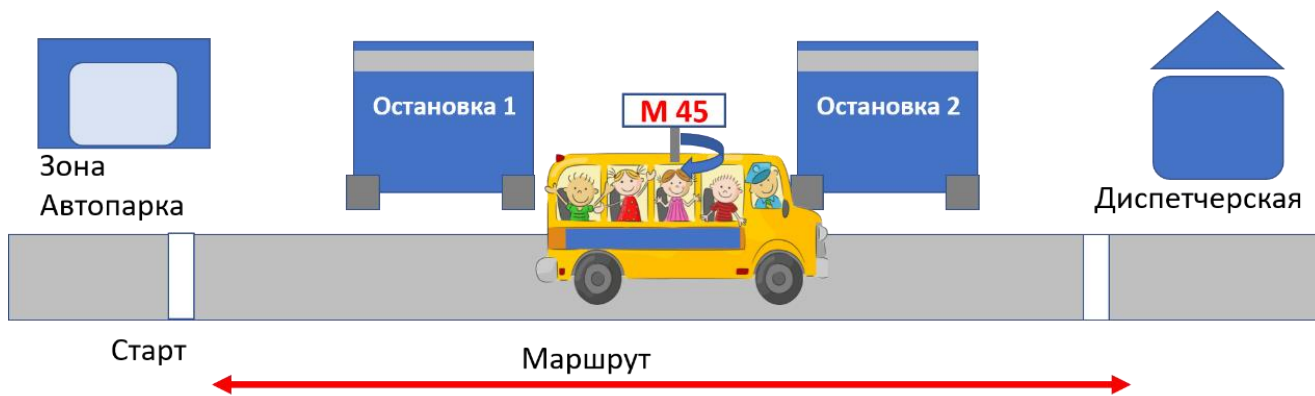 Зона
Автопарка
Остановка 1
М 45
Остановка 2
Диспетчерская
Старт
Маршрут